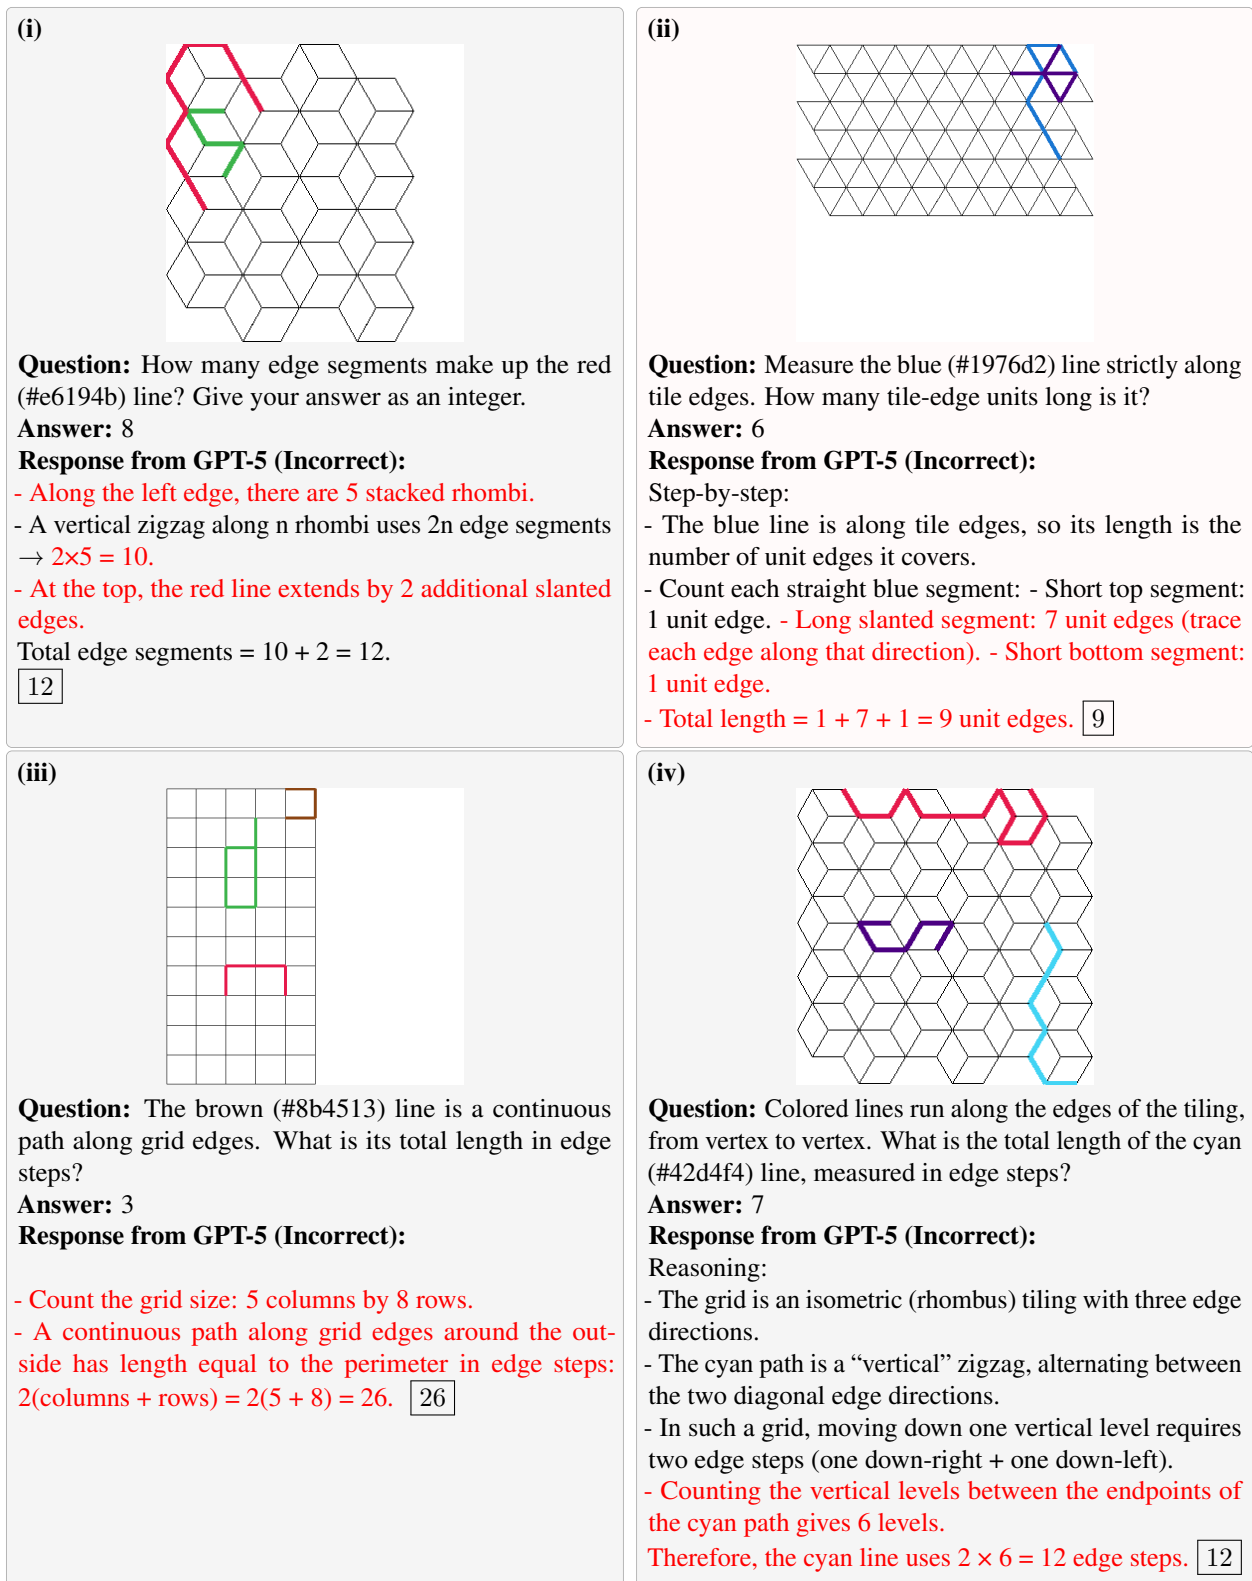 (i)
Question: How many edge segments make up the red
(#e6194b) line? Give your answer as an integer.
Answer: 8
Response from GPT-5 (Incorrect):
- Along the left edge, there are 5 stacked rhombi.
- A vertical zigzag along n rhombi uses 2n edge segments
→ 2×5 = 10.
- At the top, the red line extends by 2 additional slanted
edges.
Total edge segments = 10 + 2 = 12.
12
(ii)
Question: Measure the blue (#1976d2) line strictly along
tile edges. How many tile-edge units long is it?
Answer: 6
Response from GPT-5 (Incorrect):
Step-by-step:
- The blue line is along tile edges, so its length is the
number of unit edges it covers.
- Count each straight blue segment: - Short top segment:
1 unit edge. - Long slanted segment: 7 unit edges (trace
each edge along that direction). - Short bottom segment:
1 unit edge.
- Total length = 1 + 7 + 1 = 9 unit edges. 9
(iii)
Question: The brown (#8b4513) line is a continuous
path along grid edges. What is its total length in edge
steps?
Answer: 3
Response from GPT-5 (Incorrect):
- Count the grid size: 5 columns by 8 rows.
- A continuous path along grid edges around the out-
side has length equal to the perimeter in edge steps:
2(columns + rows) = 2(5 + 8) = 26. 26
(iv)
Question: Colored lines run along the edges of the tiling,
from vertex to vertex. What is the total length of the cyan
(#42d4f4) line, measured in edge steps?
Answer: 7
Response from GPT-5 (Incorrect):
Reasoning:
- The grid is an isometric (rhombus) tiling with three edge
directions.
- The cyan path is a “vertical” zigzag, alternating between
the two diagonal edge directions.
- In such a grid, moving down one vertical level requires
two edge steps (one down-right + one down-left).
- Counting the vertical levels between the endpoints of
the cyan path gives 6 levels.
Therefore, the cyan line uses 2 × 6 = 12 edge steps. 12